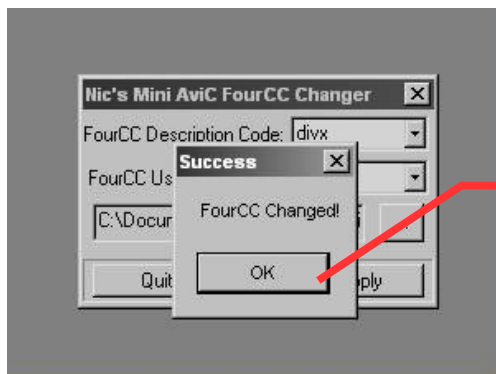 Nic's Mini AviC FourCC Changer
FourCC Description Code: divx
Success
FourCC Us
FourCC Changed!
C:\Docum
OK
Quit
pply